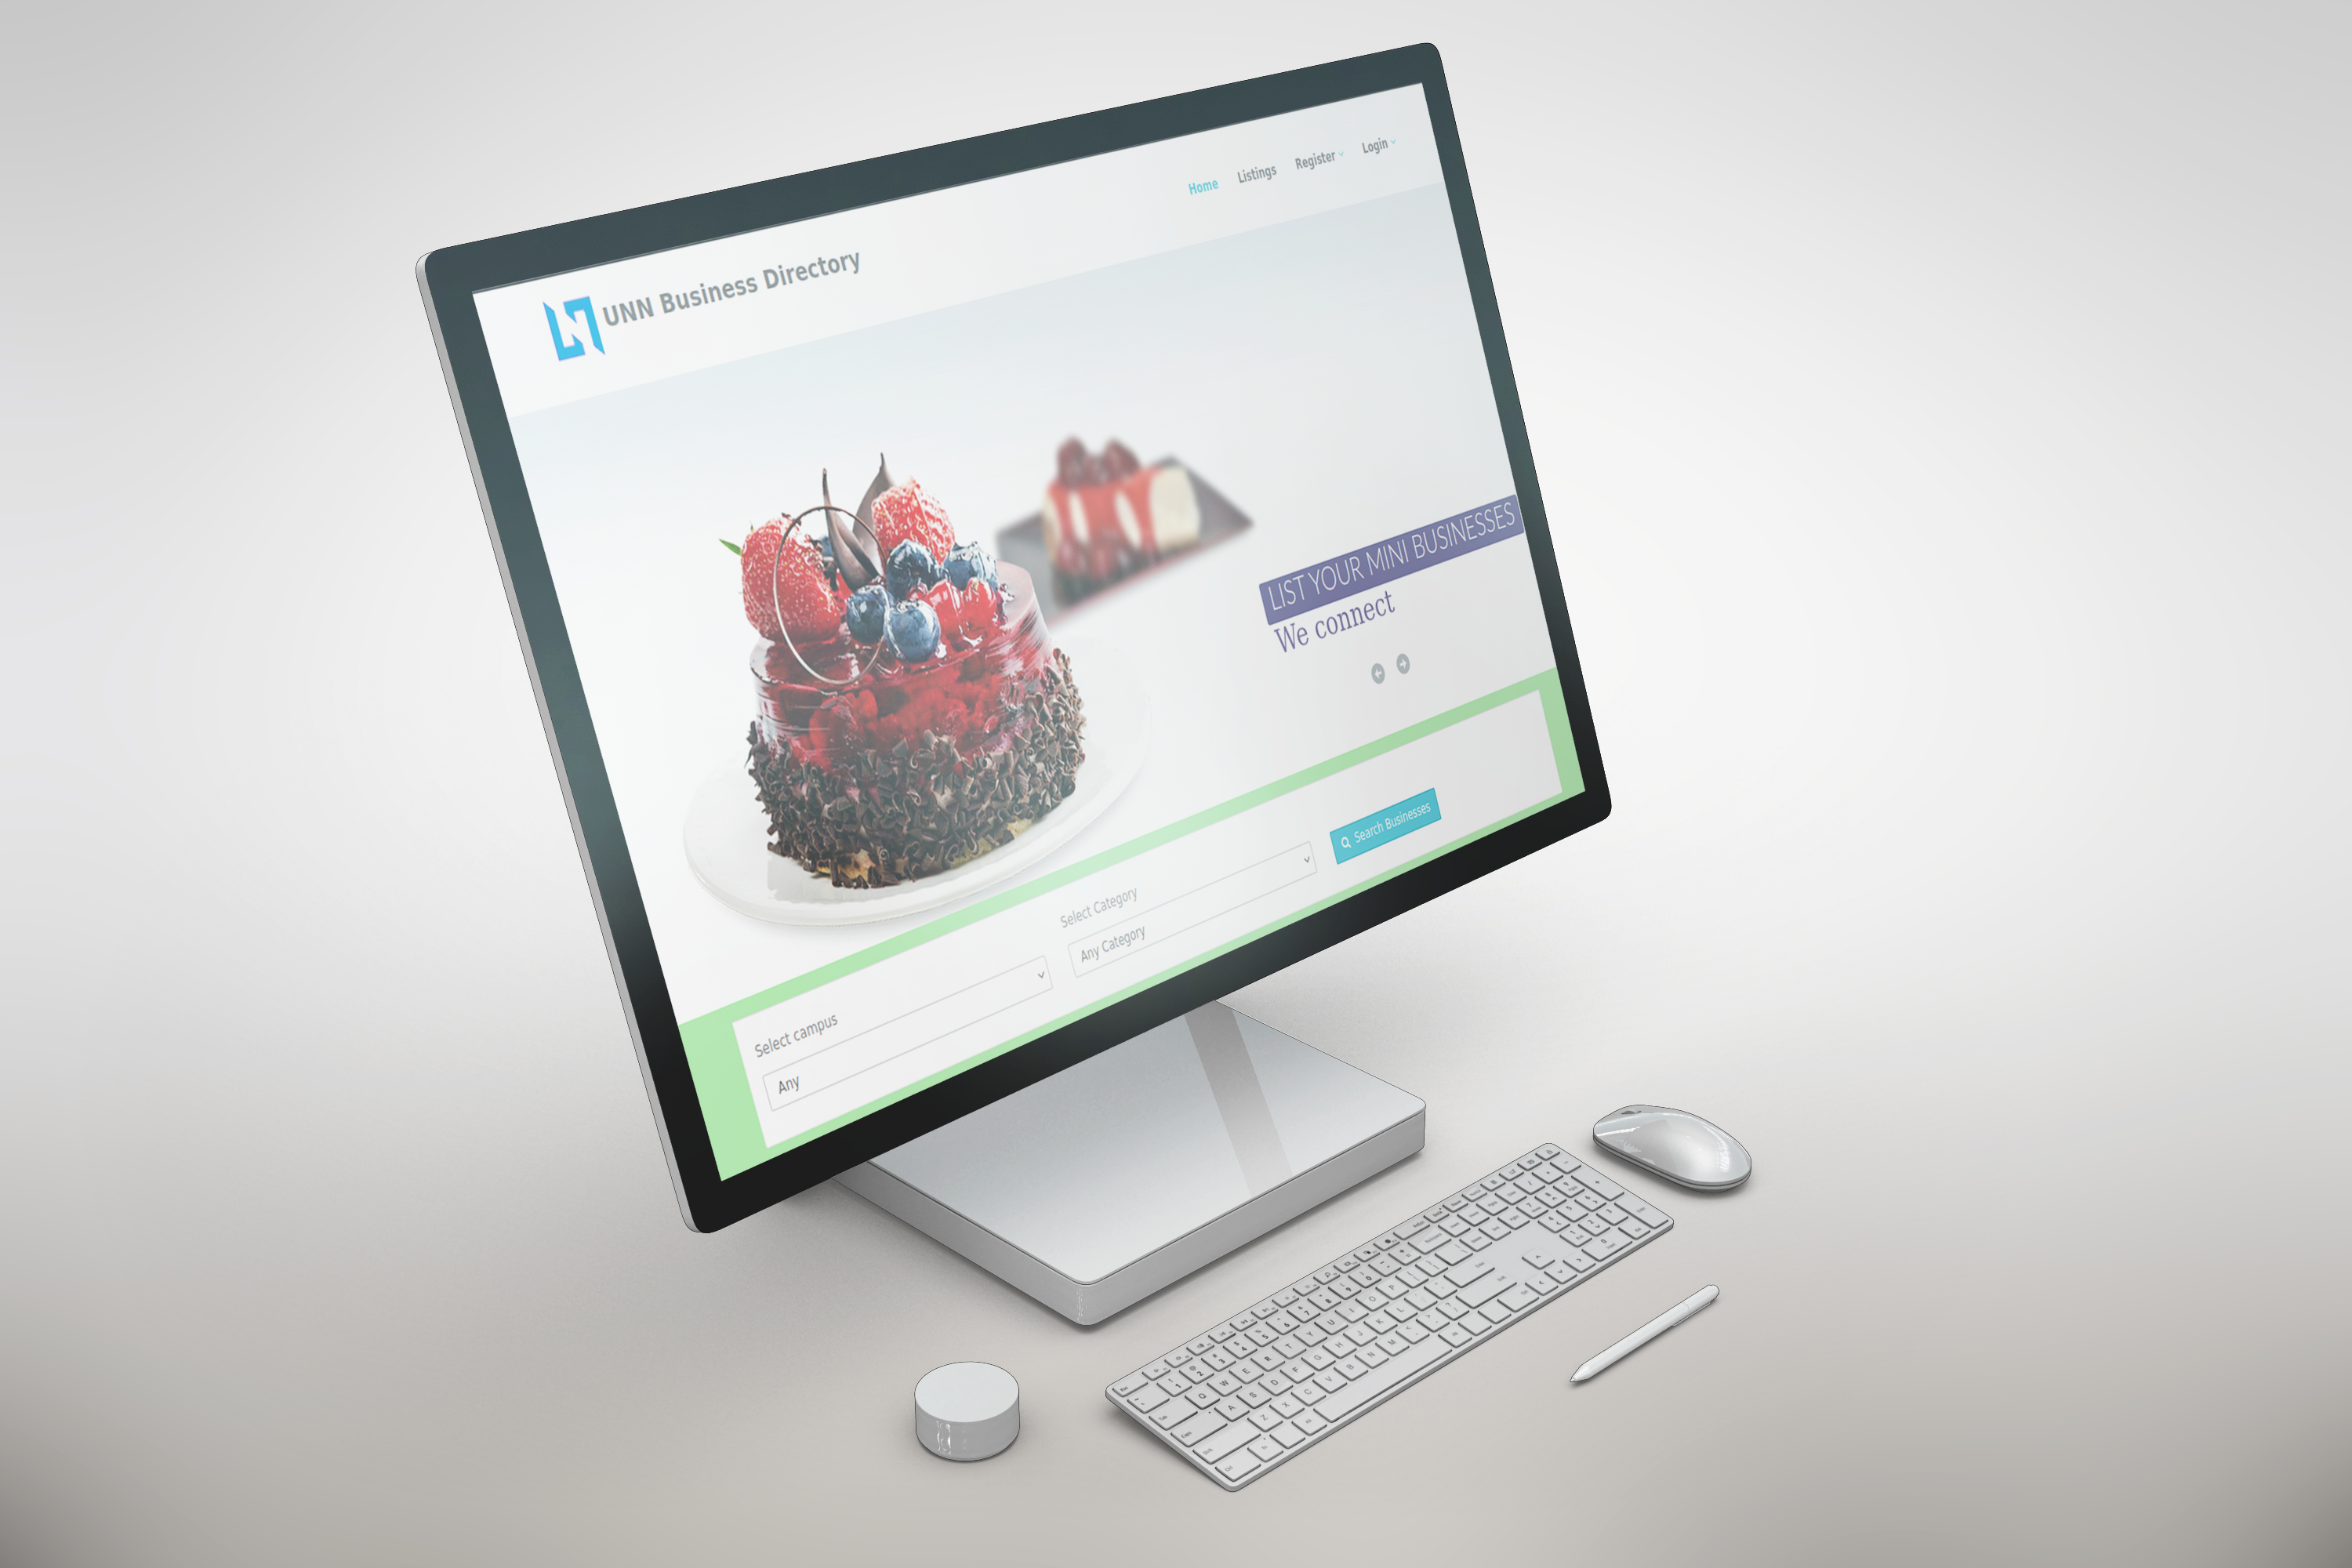 Home Listings Register Login
UNN Business Directory
LIST YOUR MINI BUSINESSES
We connect
Select campus
Any
Select Category
Any Category
Search Businesses